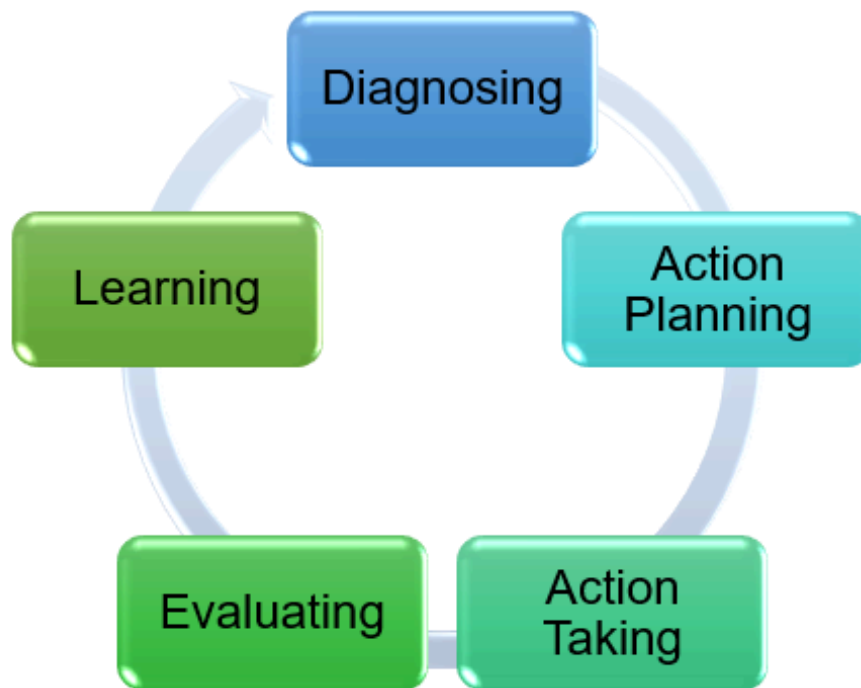 Diagnosing
Action
Planning
Action
Taking
Evaluating
Learning